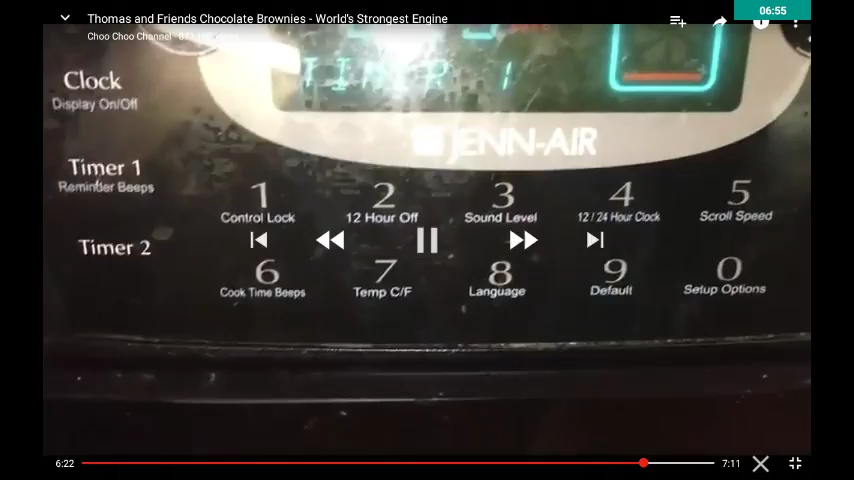 06:55
Thomas and Friends Chocolate Brownies - World's Strongest Engine
Choo Choo Channel
Clock
Display On/Off
TIMER 1
JENN-AIR
Timer 1
Reminder Beeps
1 2 3 4 5
Control Lock 12 Hour Off Sound Level 12 / 24 Hour Clock Scroll Speed
Timer 2
6 7 8 9 0
Cook Time Beeps Temp C/F Language Default Setup Options
6:22 7:11